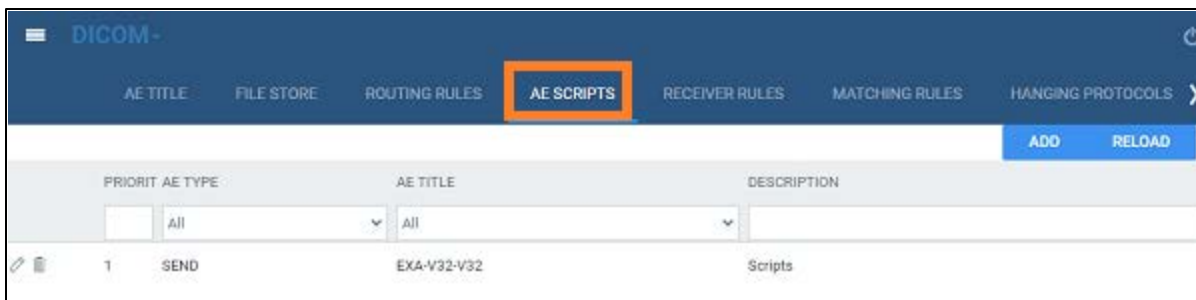 DICOM
AE TITLE FILE STORE ROUTING RULES AE SCRIPTS RECEIVER RULES MATCHING RULES HANGING PROTOCOLS
ADD RELOAD
PRIORIT AE TYPE AE TITLE DESCRIPTION
All All
1 SEND EXA-V32-V32 Scripts